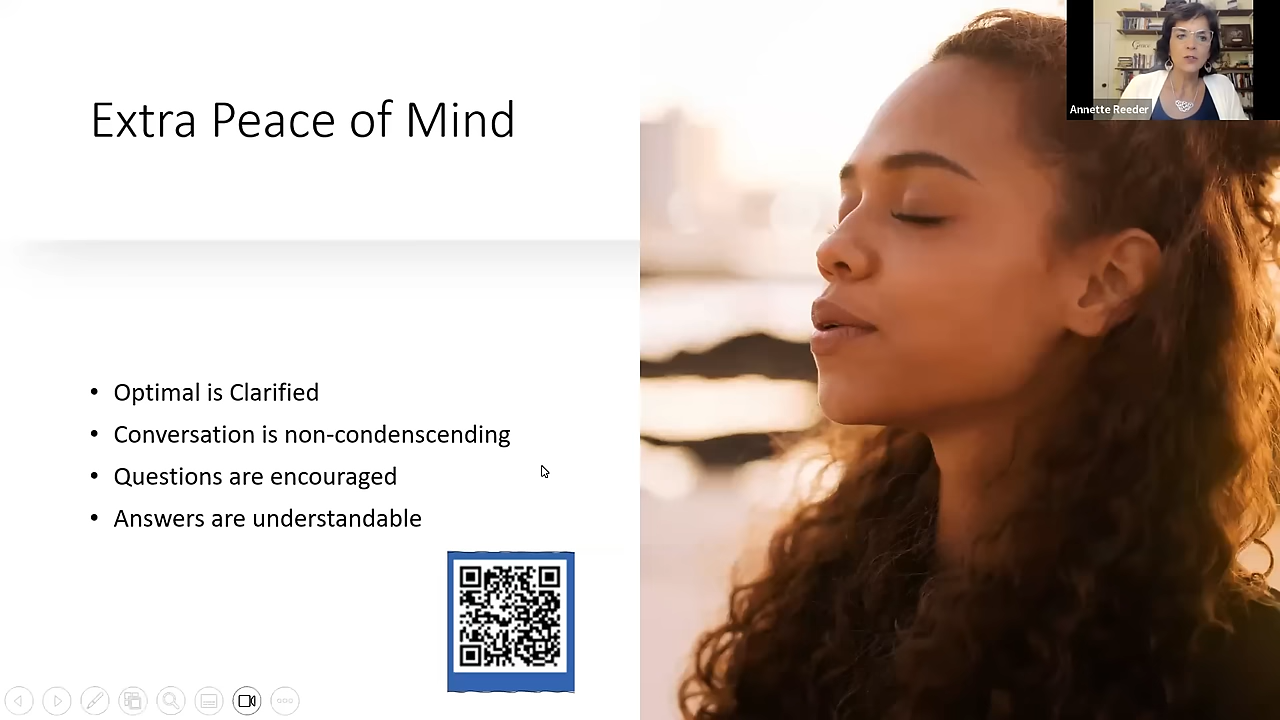 Extra Peace of Mind
Annette Reeder
• Optimal is Clarified
• Conversation is non-condenscending
• Questions are encouraged
• Answers are understandable